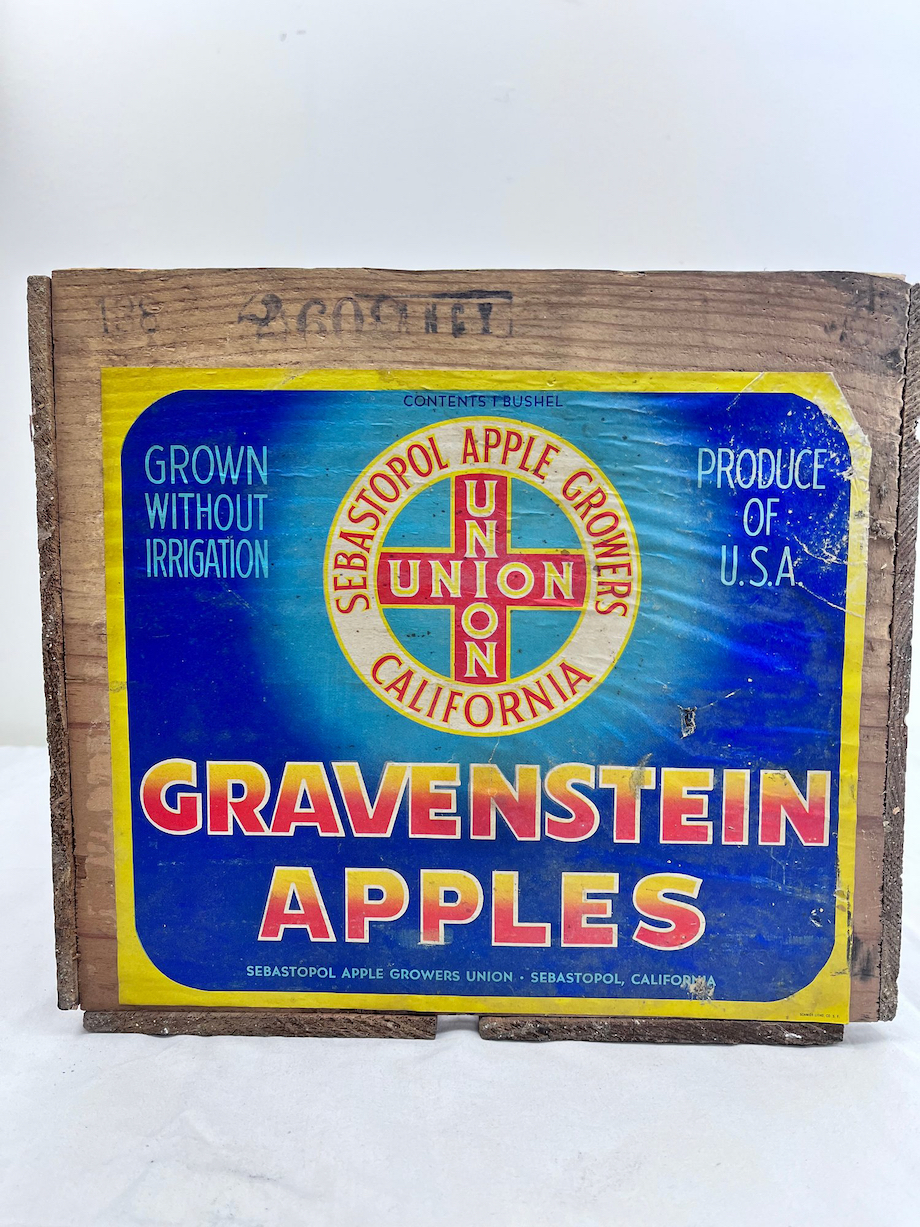 NET
CONTENTS 1 BUSHEL
GROWN
WITHOUT
IRRIGATION
SEBASTOPOL APPLE GROWERS
UNION
UNION
CALIFORNIA
PRODUCE
OF
U.S.A.
GRAVENSTEIN
APPLES
SEBASTOPOL APPLE GROWERS UNION · SEBASTOPOL, CALIFORNIA